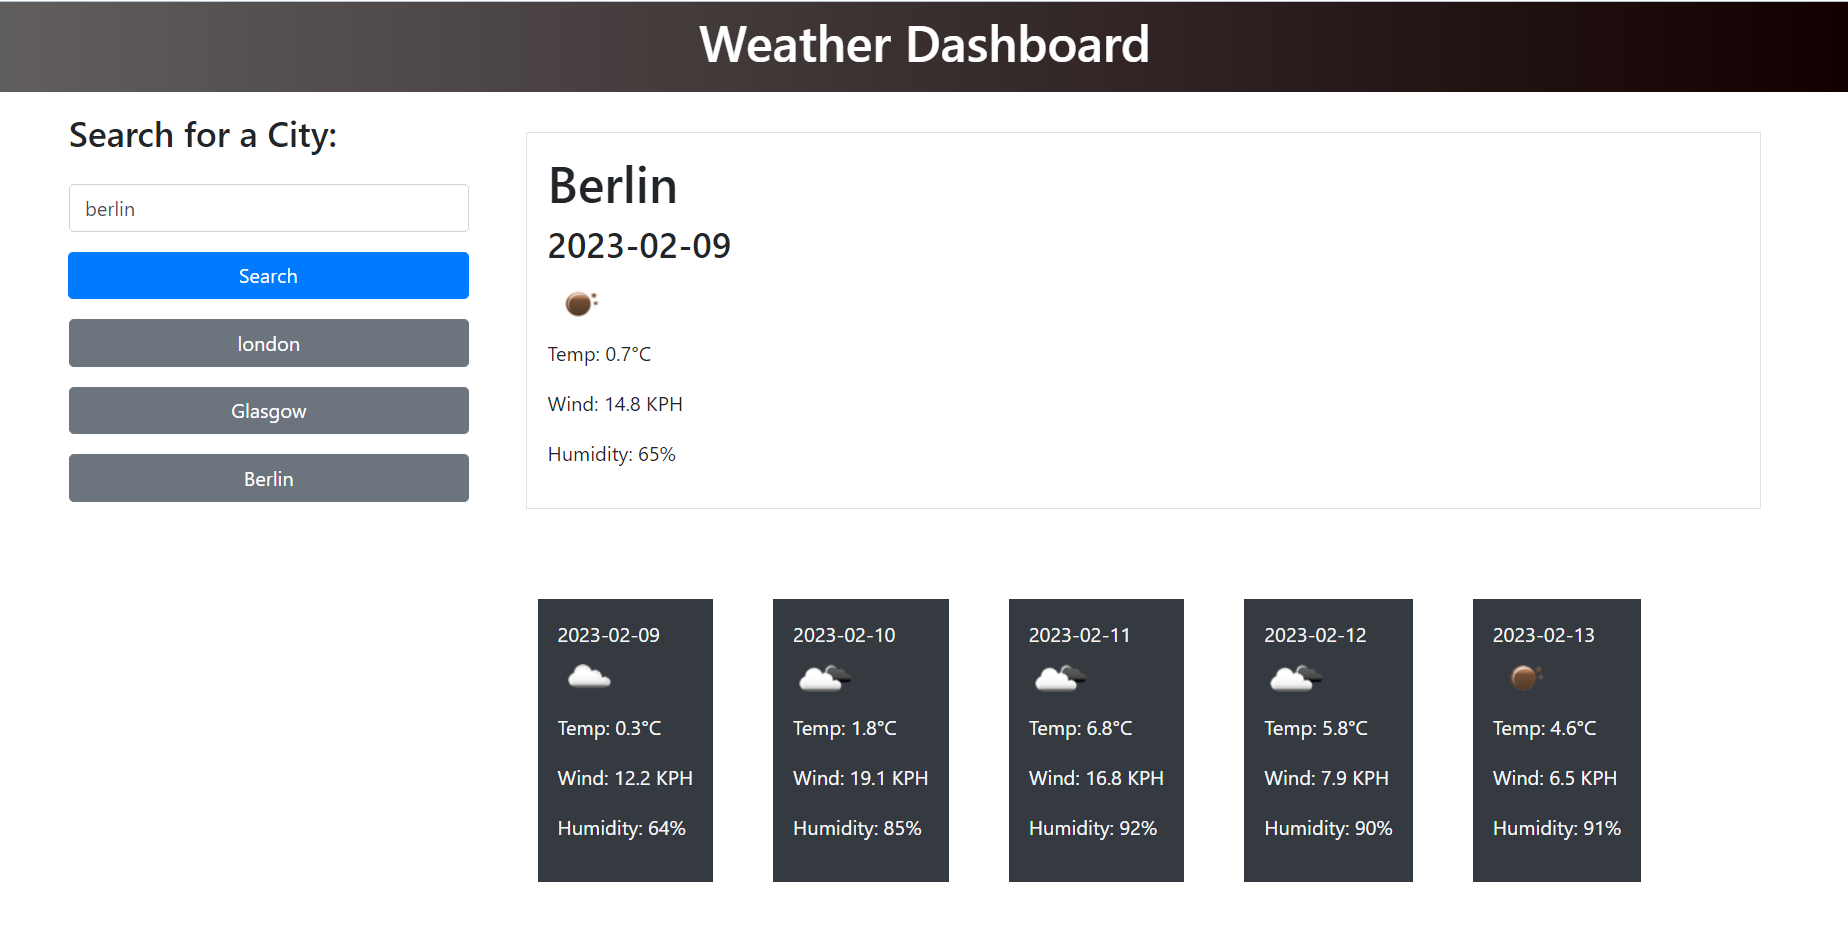 Weather Dashboard
Search for a City:
berlin
Search
london
Glasgow
Berlin
Berlin
2023-02-09
Temp: 0.7°C
Wind: 14.8 KPH
Humidity: 65%
2023-02-09
Temp: 0.3°C
Wind: 12.2 KPH
Humidity: 64%
2023-02-10
Temp: 1.8°C
Wind: 19.1 KPH
Humidity: 85%
2023-02-11
Temp: 6.8°C
Wind: 16.8 KPH
Humidity: 92%
2023-02-12
Temp: 5.8°C
Wind: 7.9 KPH
Humidity: 90%
2023-02-13
Temp: 4.6°C
Wind: 6.5 KPH
Humidity: 91%